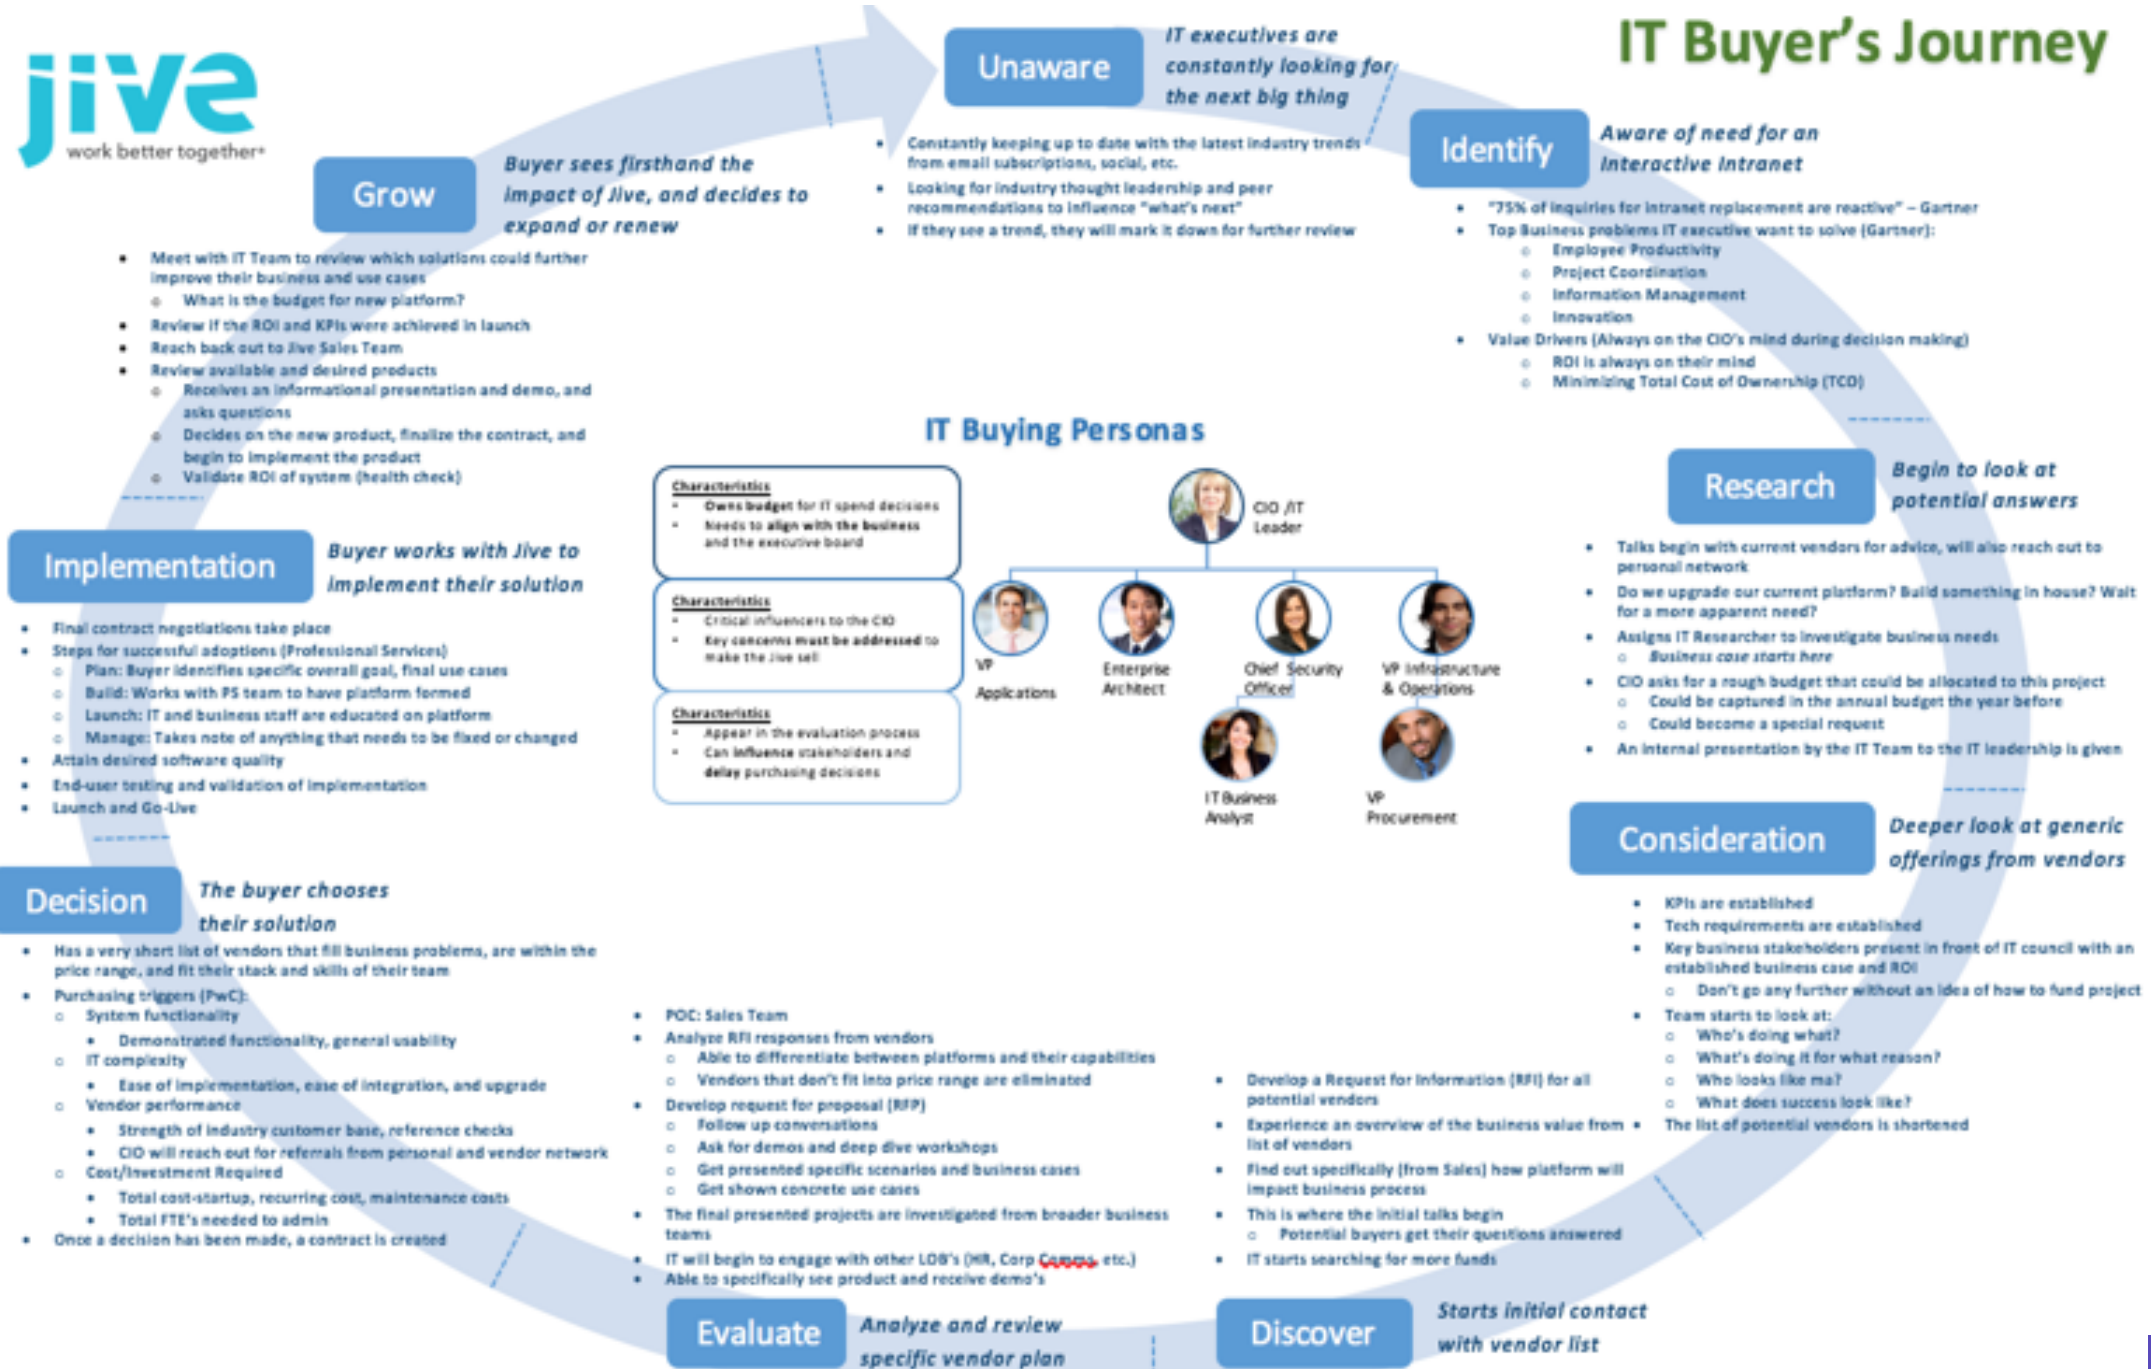 jive
work better together
IT Buyer's Journey
Unaware
IT executives are
constantly looking for
the next big thing
• Constantly keeping up to date with the latest industry trends
from email subscriptions, social, etc.
• Looking for industry thought leadership and peer
recommendations to influence "what's next"
• If they see a trend, they will mark it down for further review
Identify
Aware of need for an
Interactive Intranet
• "75% of inquiries for intranet replacement are reactive" – Gartner
• Top Business problems IT executive want to solve (Gartner):
o Employee Productivity
o Project Coordination
o Information Management
o Innovation
• Value Drivers (Always on the CIO's mind during decision making)
o ROI is always on their mind
o Minimizing Total Cost of Ownership (TCO)
Research
Begin to look at
potential answers
• Talks begin with current vendors for advice, will also reach out to
personal network
• Do we upgrade our current platform? Build something in house? Wait
for a more apparent need?
• Assigns IT Researcher to investigate business needs
o Business case starts here
• CIO asks for a rough budget that could be allocated to this project
o Could be captured in the annual budget the year before
o Could become a special request
• An internal presentation by the IT Team to the IT leadership is given
Consideration
Deeper look at generic
offerings from vendors
• KPIs are established
• Tech requirements are established
• Key business stakeholders present in front of IT council with an
established business case and ROI
o Don't go any further without an idea of how to fund project
• Team starts to look at:
o Who's doing what?
o What's doing it for what reason?
o Who looks like ma?
o What does success look like?
• The list of potential vendors is shortened
Discover
Starts initial contact
with vendor list
• Develop a Request for Information (RFI) for all
potential vendors
• Experience an overview of the business value from
list of vendors
• Find out specifically (from Sales) how platform will
impact business process
• This is where the initial talks begin
o Potential buyers get their questions answered
• IT starts searching for more funds
Evaluate
Analyze and review
specific vendor plan
• POC: Sales Team
• Analyze RFI responses from vendors
o Able to differentiate between platforms and their capabilities
o Vendors that don't fit into price range are eliminated
• Develop request for proposal (RFP)
o Follow up conversations
o Ask for demos and deep dive workshops
o Get presented specific scenarios and business cases
o Get shown concrete use cases
• The final presented projects are investigated from broader business
teams
• IT will begin to engage with other LOB's (HR, Corp Comms, etc.)
• Able to specifically see product and receive demo's
Decision
The buyer chooses
their solution
• Has a very short list of vendors that fill business problems, are within the
price range, and fit their stack and skills of their team
• Purchasing triggers (PwC):
o System functionality
▪ Demonstrated functionality, general usability
o IT complexity
▪ Ease of implementation, ease of integration, and upgrade
o Vendor performance
▪ Strength of industry customer base, reference checks
▪ CIO will reach out for referrals from personal and vendor network
o Cost/Investment Required
▪ Total cost-startup, recurring cost, maintenance costs
▪ Total FTE's needed to admin
• Once a decision has been made, a contract is created
Implementation
Buyer works with Jive to
implement their solution
• Final contract negotiations take place
• Steps for successful adoptions (Professional Services)
o Plan: Buyer identifies specific overall goal, final use cases
o Build: Works with PS team to have platform formed
o Launch: IT and business staff are educated on platform
o Manage: Takes note of anything that needs to be fixed or changed
• Attain desired software quality
• End-user testing and validation of implementation
• Launch and Go-Live
Grow
Buyer sees firsthand the
impact of Jive, and decides to
expand or renew
• Meet with IT Team to review which solutions could further
improve their business and use cases
o What is the budget for new platform?
• Review if the ROI and KPIs were achieved in launch
• Reach back out to Jive Sales Team
• Review available and desired products
o Receives an informational presentation and demo, and
asks questions
o Decides on the new product, finalize the contract, and
begin to implement the product
o Validate ROI of system (health check)
IT Buying Personas
Characteristics
• Owns budget for IT spend decisions
• Needs to align with the business
and the executive board
Characteristics
• Critical influencers to the CIO
• Key concerns must be addressed to
make the Jive sell
Characteristics
• Appear in the evaluation process
• Can influence stakeholders and
delay purchasing decisions
CIO /IT
Leader
VP
Applications
Enterprise
Architect
Chief Security
Officer
VP Infrastructure
& Operations
IT Business
Analyst
VP
Procurement